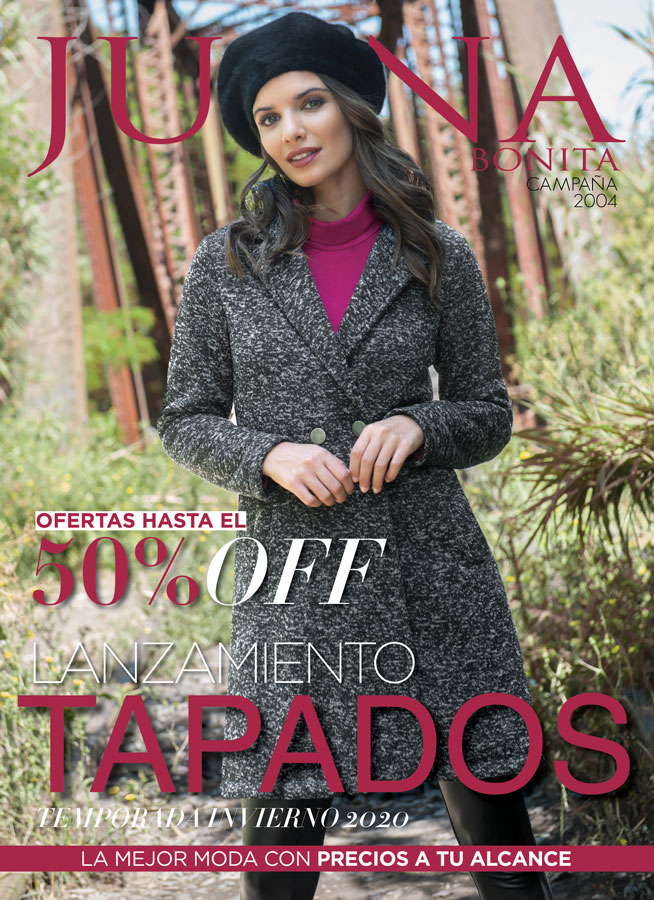 JU NA
BONITA
CAMPAÑA
2004
OFERTAS HASTA EL
50% OFF
LANZAMIENTO
TAPADOS
TEMPORADA INVIERNO 2020
LA MEJOR MODA CON PRECIOS A TU ALCANCE